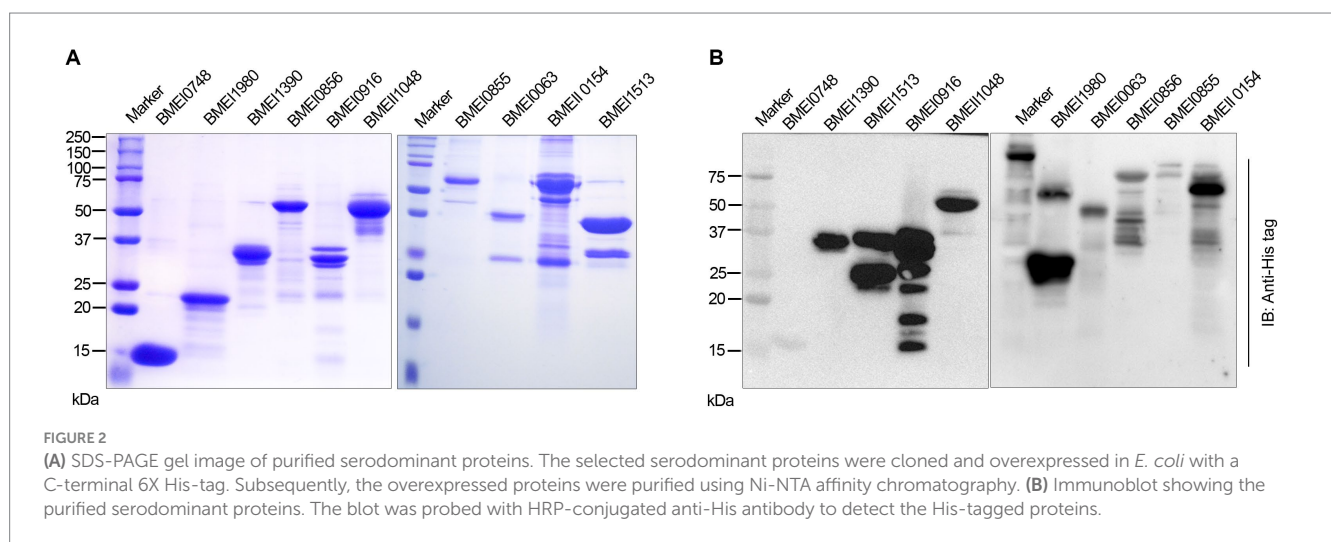 A
Marker
BMEI0748
BMEI1980
BMEI1390
BMEI0856
BMEI0916
BMEII1048
Marker
BMEI0855
BMEI0063
BMEII 0154
BMEI1513
250
150
100
75
50
37
25
20
15
kDa
B
Marker
BMEI0748
BMEI1390
BMEI1513
BMEI0916
BMEII1048
Marker
BMEI1980
BMEI0063
BMEI0856
BMEI0855
BMEII 0154
75
50
37
25
20
15
kDa
IB: Anti-His tag
FIGURE 2
(A) SDS-PAGE gel image of purified serodominant proteins. The selected serodominant proteins were cloned and overexpressed in E. coli with a
C-terminal 6X His-tag. Subsequently, the overexpressed proteins were purified using Ni-NTA affinity chromatography. (B) Immunoblot showing the
purified serodominant proteins. The blot was probed with HRP-conjugated anti-His antibody to detect the His-tagged proteins.